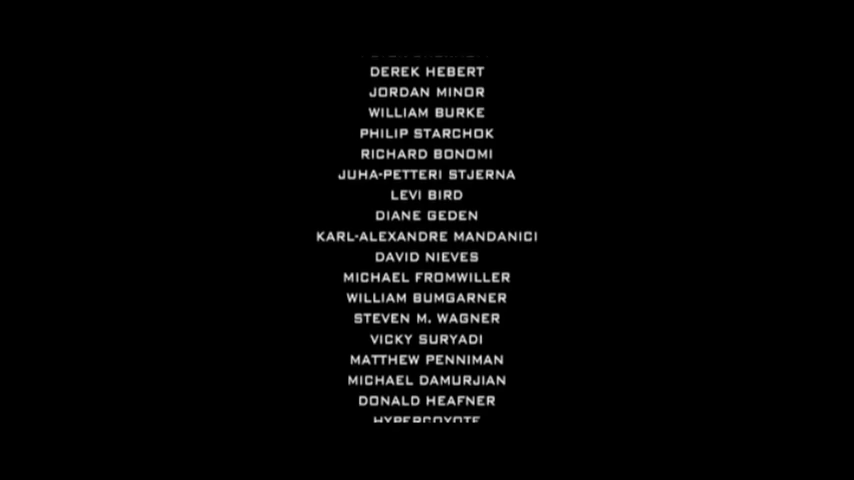 DEREK HEBERT
JORDAN MINOR
WILLIAM BURKE
PHILIP STARCHOK
RICHARD BONOMI
JUHA-PETTERI STJERNA
LEVI BIRD
DIANE GEDEN
KARL-ALEXANDRE MANDANICI
DAVID NIEVES
MICHAEL FROMWILLER
WILLIAM BUMGARNER
STEVEN M. WAGNER
VICKY SURYADI
MATTHEW PENNIMAN
MICHAEL DAMURJIAN
DONALD HEAFNER
HYPERCOYOTE